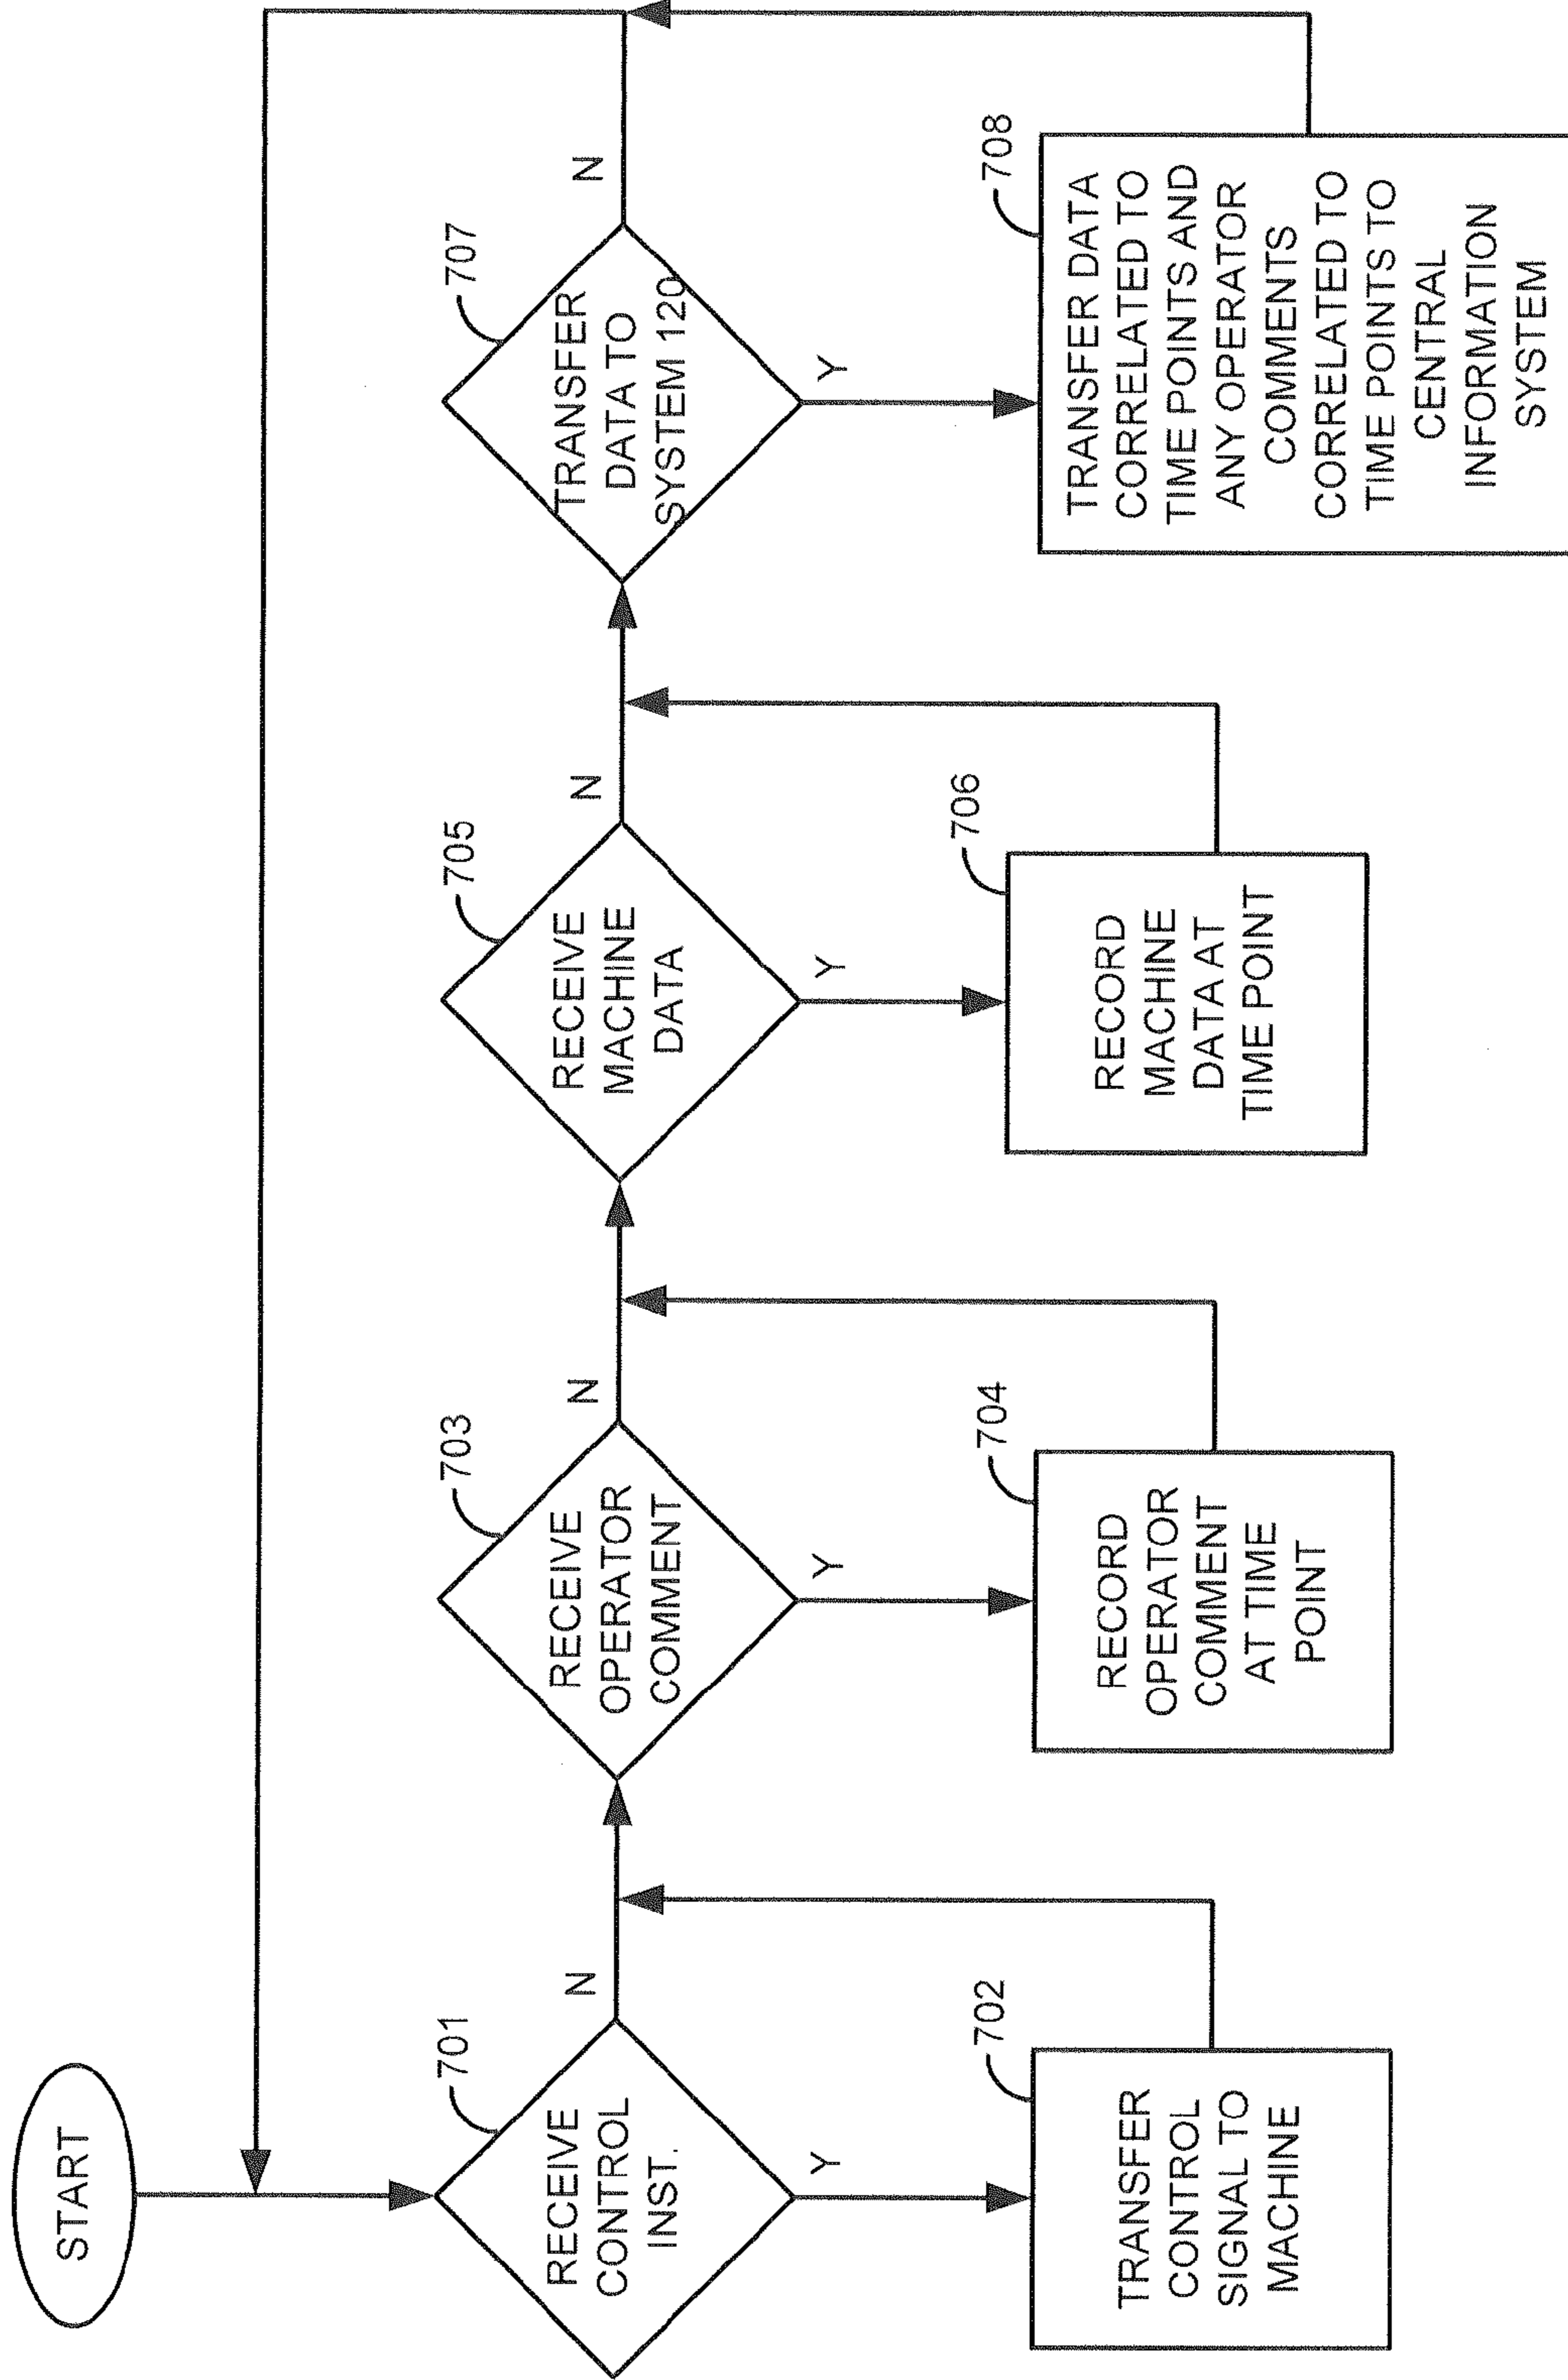 START
701
RECEIVE
CONTROL
INST.
N
Y
702
TRANSFER
CONTROL
SIGNAL TO
MACHINE
703
RECEIVE
OPERATOR
COMMENT
N
Y
704
RECORD
OPERATOR
COMMENT
AT TIME
POINT
705
RECEIVE
MACHINE
DATA
N
Y
706
RECORD
MACHINE
DATA AT
TIME POINT
707
TRANSFER
DATA TO
SYSTEM 120
N
Y
708
TRANSFER DATA
CORRELATED TO
TIME POINTS AND
ANY OPERATOR
COMMENTS
CORRELATED TO
TIME POINTS TO
CENTRAL
INFORMATION
SYSTEM